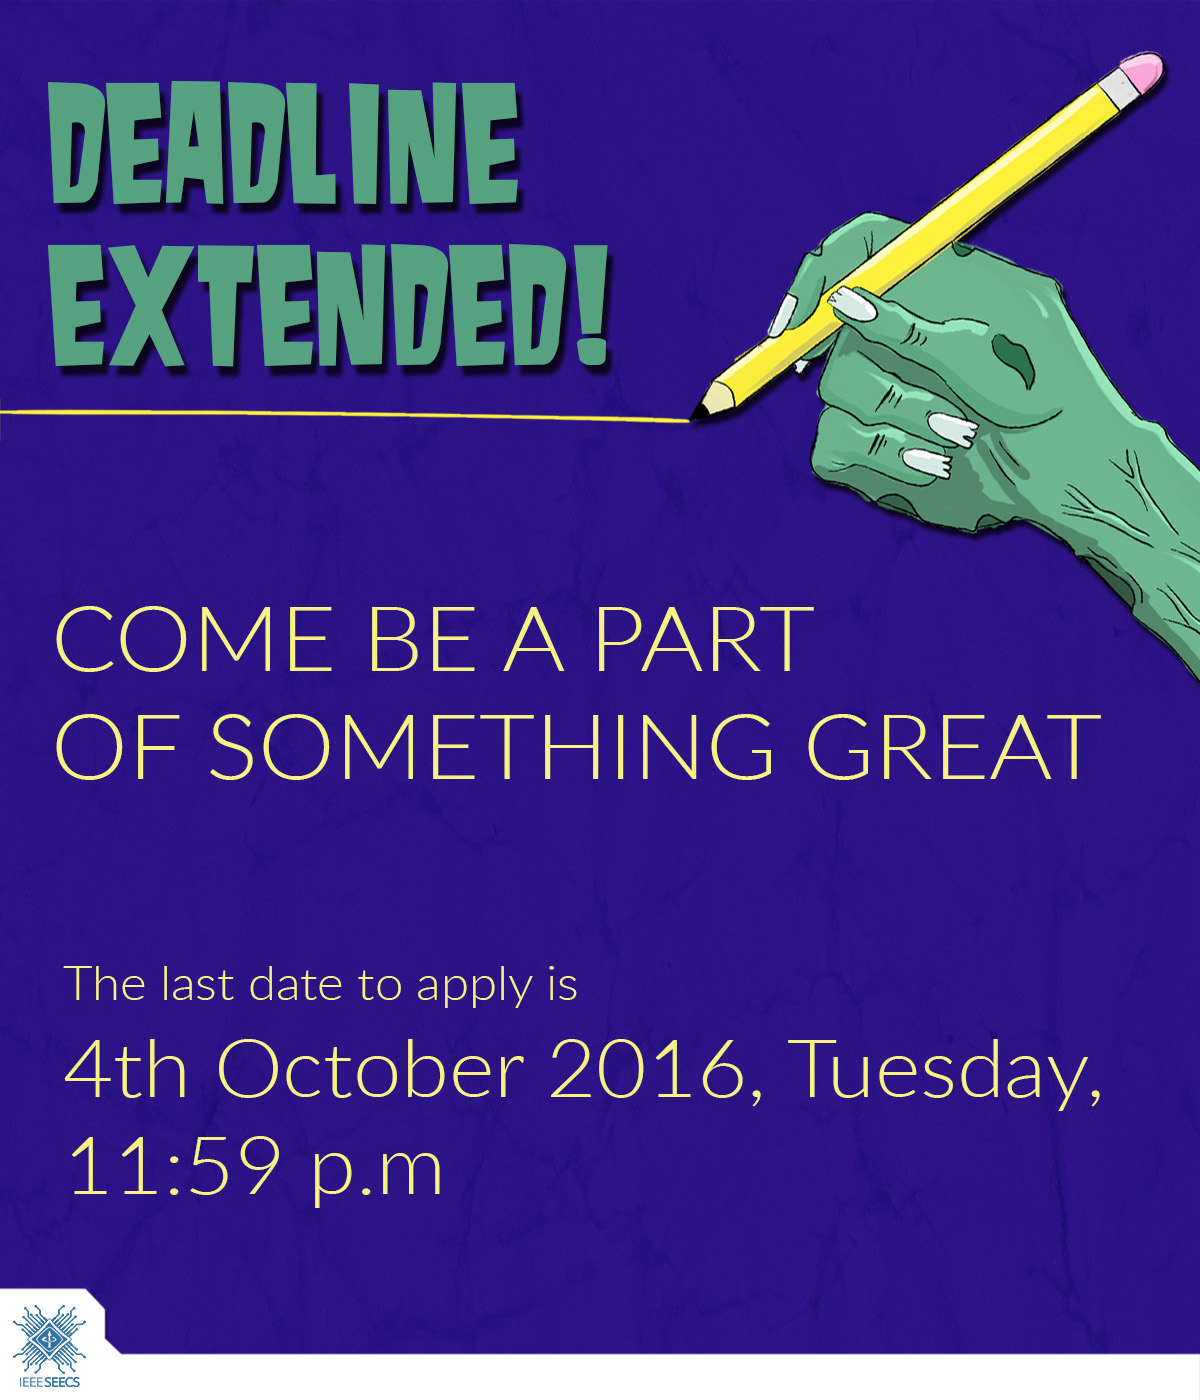 DEADLINE
EXTENDED!
COME BE A PART
OF SOMETHING GREAT
The last date to apply is
4th October 2016, Tuesday,
11:59 p.m
IEEE SEECS